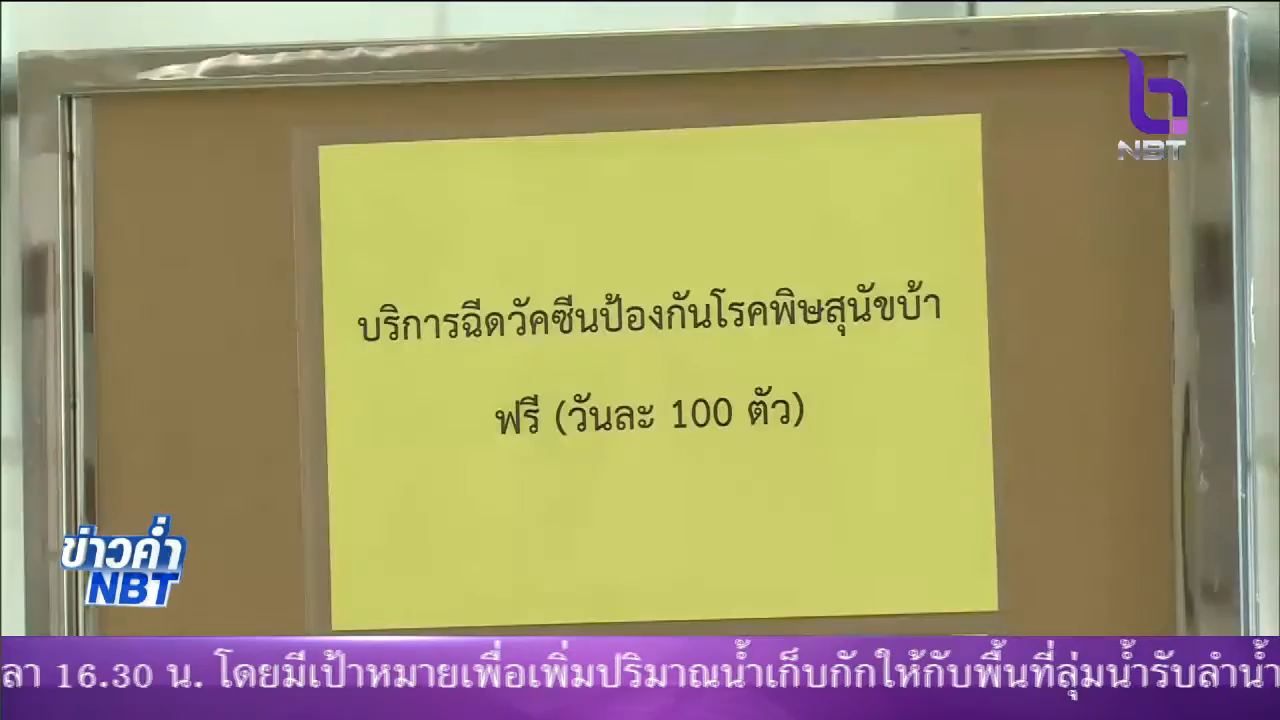 NBT
บริการฉีดวัคซีนป้องกันโรคพิษสุนัขบ้า
ฟรี (วันละ 100 ตัว)
ข่าวค่ำ
NBT
ลา 16.30 น. โดยมีเป้าหมายเพื่อเพิ่มปริมาณน้ำเก็บกักให้กับพื้นที่ลุ่มน้ำรับลำน้ำ